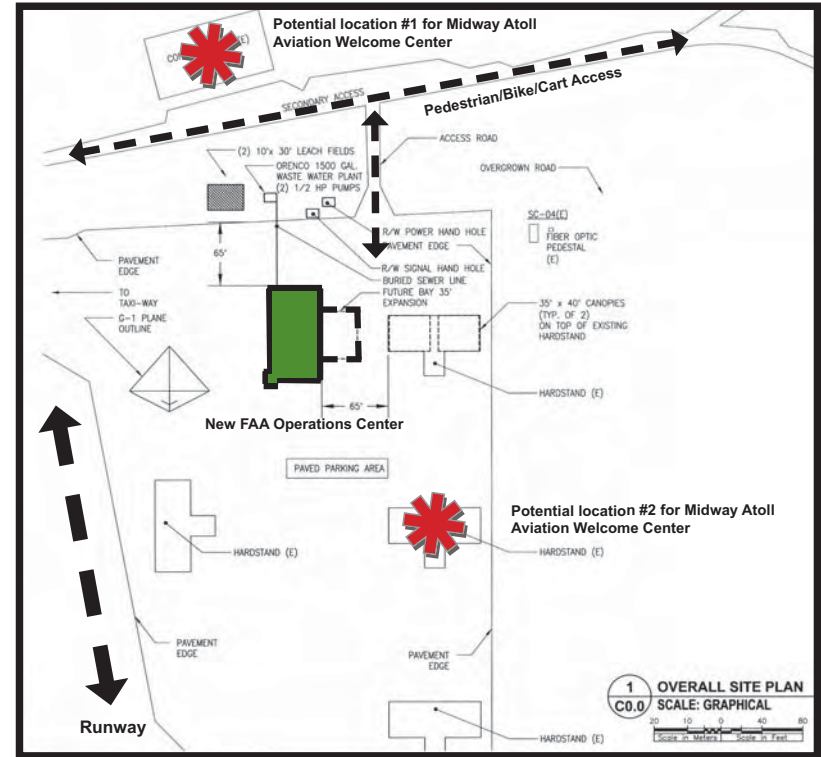 Potential location #1 for Midway Atoll
Aviation Welcome Center
SECONDARY ACCESS
Pedestrian/Bike/Cart Access
(2) 10'x 30' LEACH FIELDS
ORENCO 1500 GAL.
WASTE WATER PLANT
(2) 1/2 HP PUMPS
ACCESS ROAD
OVERGROWN ROAD
SC-04(E)
FIBER OPTIC
PEDESTAL
(E)
R/W POWER HAND HOLE
PAVEMENT EDGE
65'
PAVEMENT
EDGE
R/W SIGNAL HAND HOLE
BURIED SEWER LINE
FUTURE BAY 35'
EXPANSION
TO
TAXI-WAY
G-1 PLANE
OUTLINE
35' x 40' CANOPIES
(TYP. OF 2)
ON TOP OF EXISTING
HARDSTAND
HARDSTAND (E)
65'
New FAA Operations Center
PAVED PARKING AREA
Potential location #2 for Midway Atoll
Aviation Welcome Center
HARDSTAND (E)
HARDSTAND (E)
PAVEMENT
EDGE
PAVEMENT
EDGE
Runway
HARDSTAND (E)
1
C0.0
OVERALL SITE PLAN
SCALE: GRAPHICAL
20 10 0 40 80
Scale in Meters Scale in Feet